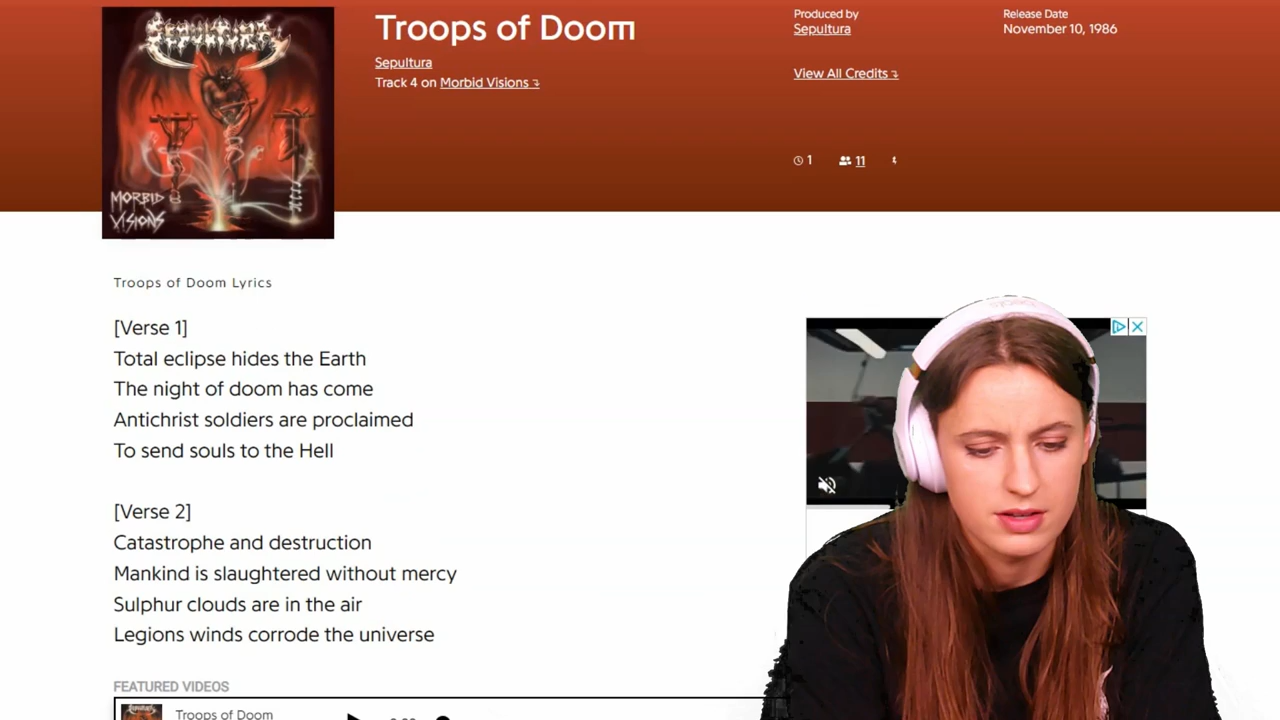 SEPULTURA
MORBID
VISIONS
Troops of Doom
Sepultura
Track 4 on Morbid Visions
Produced by
Sepultura
Release Date
November 10, 1986
View All Credits
1
11
Troops of Doom Lyrics
[Verse 1]
Total eclipse hides the Earth
The night of doom has come
Antichrist soldiers are proclaimed
To send souls to the Hell
[Verse 2]
Catastrophe and destruction
Mankind is slaughtered without mercy
Sulphur clouds are in the air
Legions winds corrode the universe
FEATURED VIDEOS
Troops of Doom